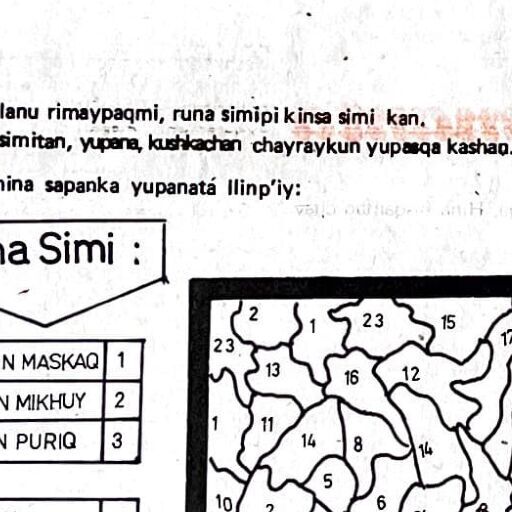 lanu rimaypaqmi, runa simipi kinsa simi kan.
simitan, yupana, kushkachan chayraykun yupasqa kashan.
hina sapanka yupanatá llinp'iy:
na Simi :
N MASKAQ 1
N MIKHUY 2
N PURIQ 3
2
1
23
15
17
23
13
16
12
1
11
14
8
14
5
10
2
6